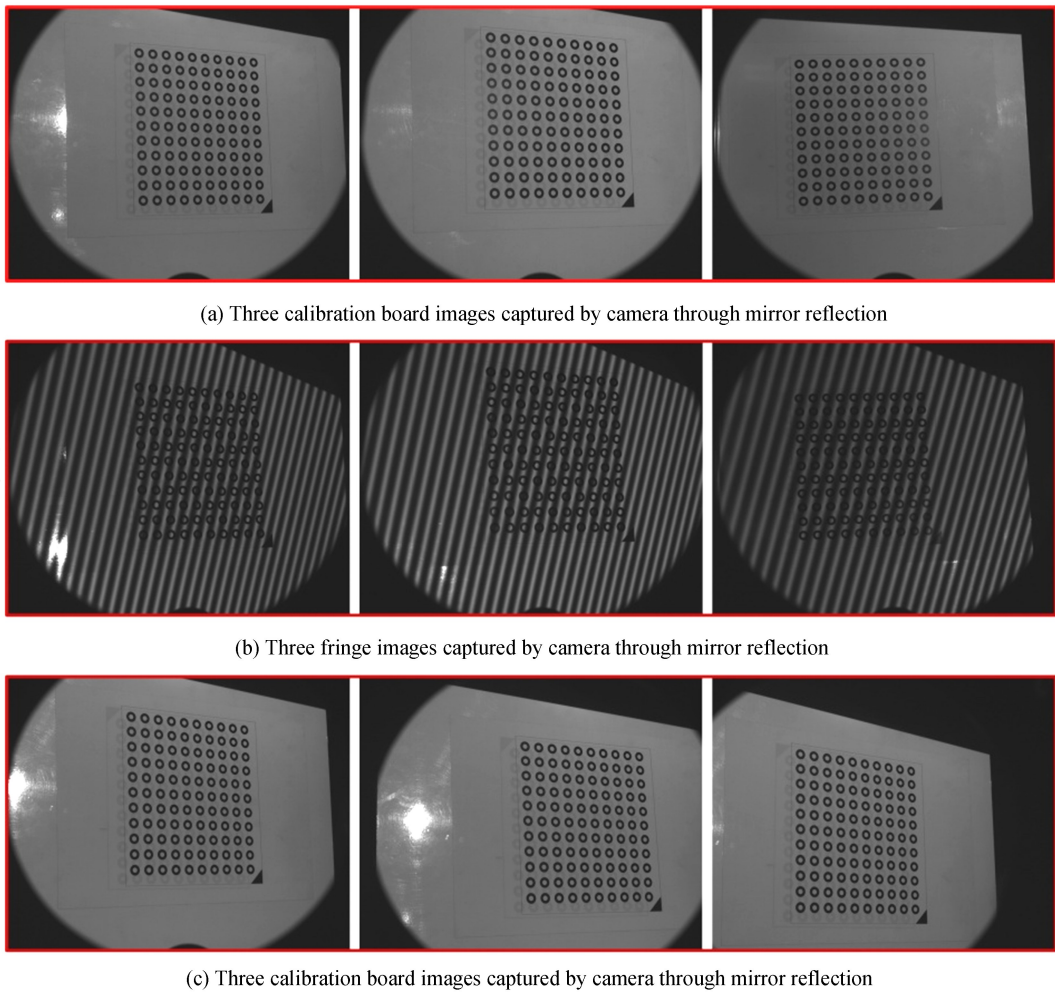 (a) Three calibration board images captured by camera through mirror reflection
(b) Three fringe images captured by camera through mirror reflection
(c) Three calibration board images captured by camera through mirror reflection